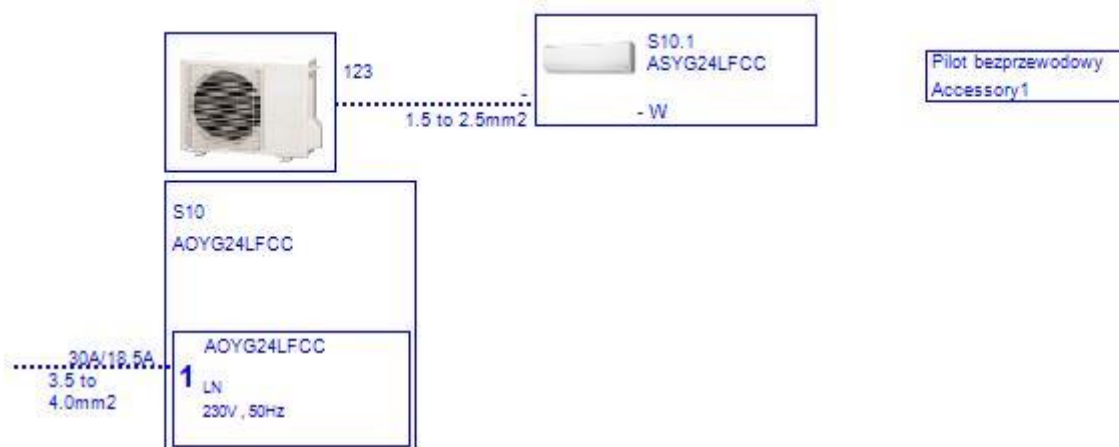 123
-
1.5 to 2.5mm2
S10.1
ASYG24LFCC
- W
Pilot bezprzewodowy
Accessory1
S10
AOYG24LFCC
30A/18.5A
3.5 to
4.0mm2
1
AOYG24LFCC
LN
230V , 50Hz